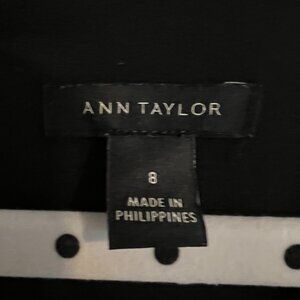 ANN TAYLOR
8
MADE IN
PHILIPPINES